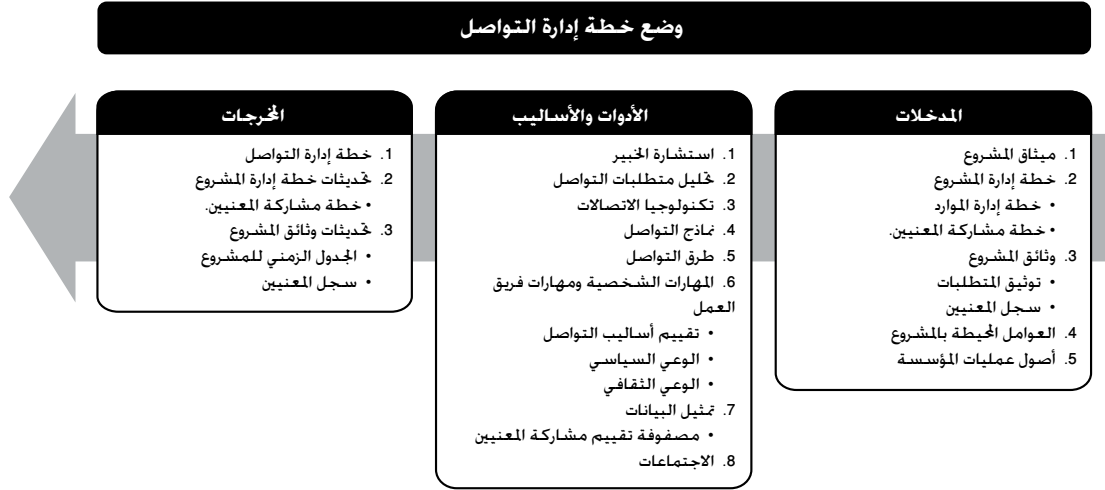 وضع خطة إدارة التواصل
المدخلات
1. ميثاق المشروع
2. خطة إدارة المشروع
• خطة إدارة الموارد
• خطة مشاركة المعنيين.
3. وثائق المشروع
• توثيق المتطلبات
• سجل المعنيين
4. العوامل المحيطة بالمشروع
5. أصول عمليات المؤسسة
الأدوات والأساليب
1. استشارة الخبير
2. تحليل متطلبات التواصل
3. تكنولوجيا الاتصالات
4. نماذج التواصل
5. طرق التواصل
6. المهارات الشخصية ومهارات فريق
العمل
• تقييم أساليب التواصل
• الوعي السياسي
• الوعي الثقافي
7. تمثيل البيانات
• مصفوفة تقييم مشاركة المعنيين
8. الاجتماعات
المخرجات
1. خطة إدارة التواصل
2. تحديثات خطة إدارة المشروع
• خطة مشاركة المعنيين.
3. تحديثات وثائق المشروع
• الجدول الزمني للمشروع
• سجل المعنيين